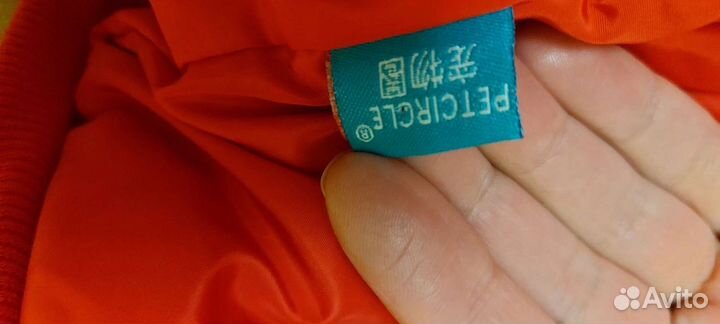 宠物圈
PETCIRCLE®
Avito